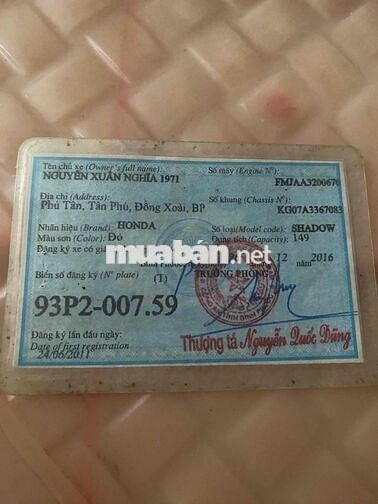 Tên chủ xe (Owner's full name):
NGUYỄN XUÂN NGHĨA 1971
Số máy (Engine N°):
FMJAA3200670
Địa chỉ (Address):
Phú Tân, Tân Phú, Đồng Xoài, BP
Số khung (Chassis N°):
KG07A3367083
Nhãn hiệu (Brand): HONDA
Số loại (Model code): SHADOW
Màu sơn (Color): Đỏ
Dung tích (Capacity): 149
Đăng ký xe có giá
muaban.net
12 năm 2016
Biển số đăng ký (N° plate)
(T)
TRƯỞNG PHÒNG
93P2-007.59
Đăng ký lần đầu ngày:
Date of first registration
24/06/2011
Thượng tá Nguyễn Quốc Dũng